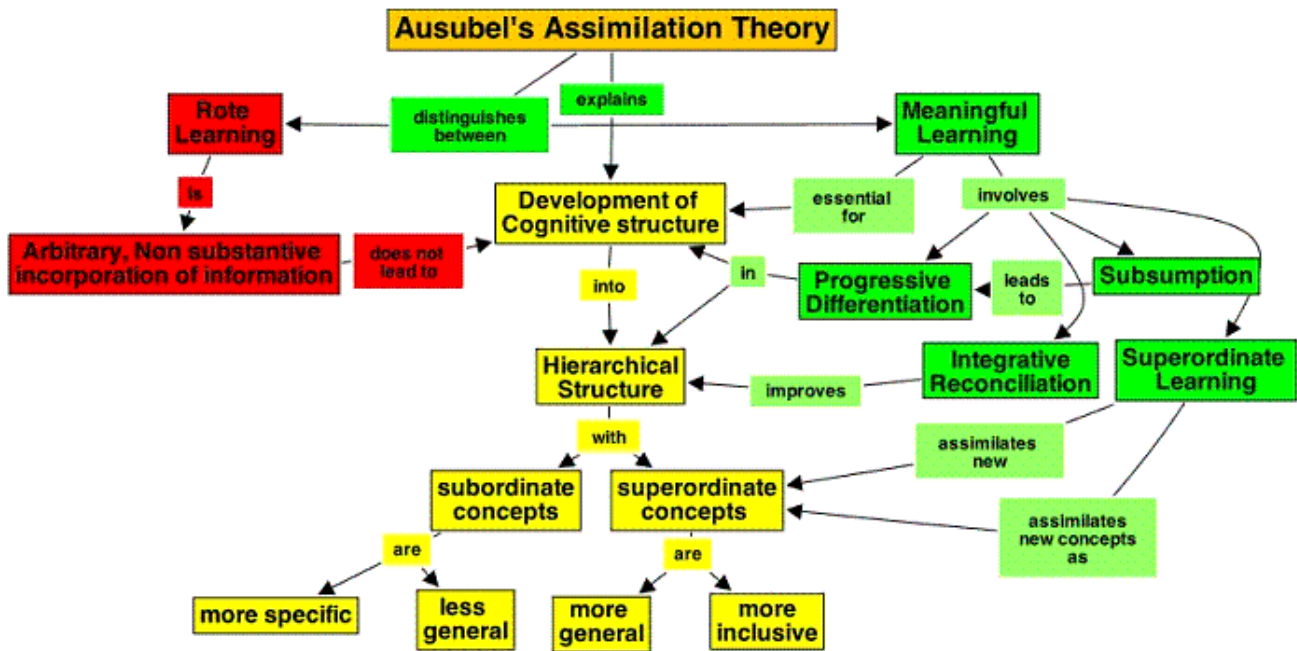 Ausubel's Assimilation Theory
Rote
Learning
distinguishes
between
explains
Meaningful
Learning
is
Development of
Cognitive structure
essential
for
involves
Arbitrary, Non substantive
incorporation of information
does not
lead to
into
in
Progressive
Differentiation
leads
to
Subsumption
Hierarchical
Structure
improves
Integrative
Reconciliation
Superordinate
Learning
with
assimilates
new
subordinate
concepts
superordinate
concepts
assimilates
new concepts
as
are
are
more specific
less
general
more
general
more
inclusive